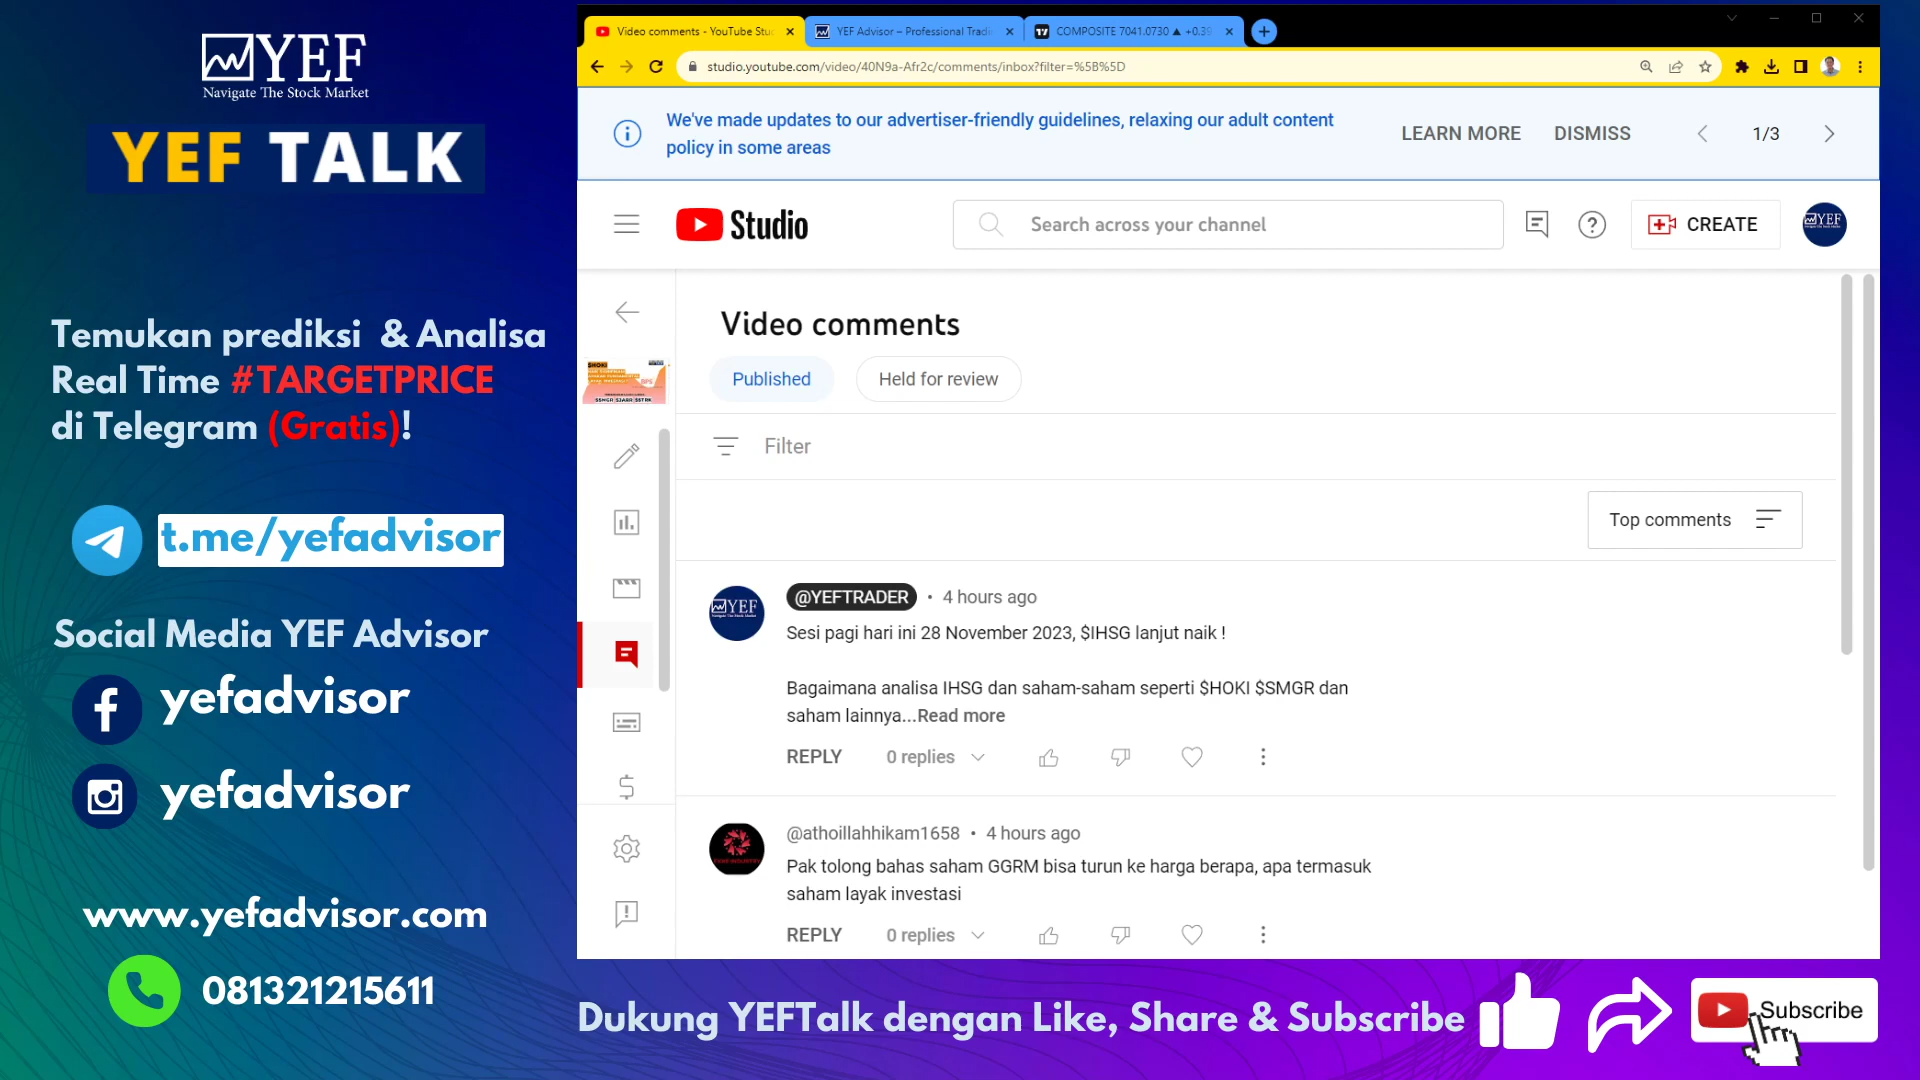 YEF
Navigate The Stock Market
YEF TALK
Temukan prediksi & Analisa
Real Time #TARGETPRICE
di Telegram (Gratis)!
t.me/yefadvisor
Social Media YEF Advisor
yefadvisor
yefadvisor
www.yefadvisor.com
081321215611
Video comments - YouTube Stu
YEF Advisor – Professional Tradi
COMPOSITE 7041.0730 ▲ +0.39
studio.youtube.com/video/40N9a-Afr2c/comments/inbox?filter=%5B%5D
We've made updates to our advertiser-friendly guidelines, relaxing our adult content
policy in some areas
LEARN MORE
DISMISS
1/3
Studio
Search across your channel
CREATE
YEF
Video comments
Published
Held for review
Filter
Top comments
YEF
@YEFTRADER • 4 hours ago
Sesi pagi hari ini 28 November 2023, $IHSG lanjut naik !
Bagaimana analisa IHSG dan saham-saham seperti $HOKI $SMGR dan
saham lainnya...Read more
REPLY
0 replies
@athoillahhikam1658 • 4 hours ago
Pak tolong bahas saham GGRM bisa turun ke harga berapa, apa termasuk
saham layak investasi
REPLY
0 replies
Dukung YEFTalk dengan Like, Share & Subscribe
Subscribe